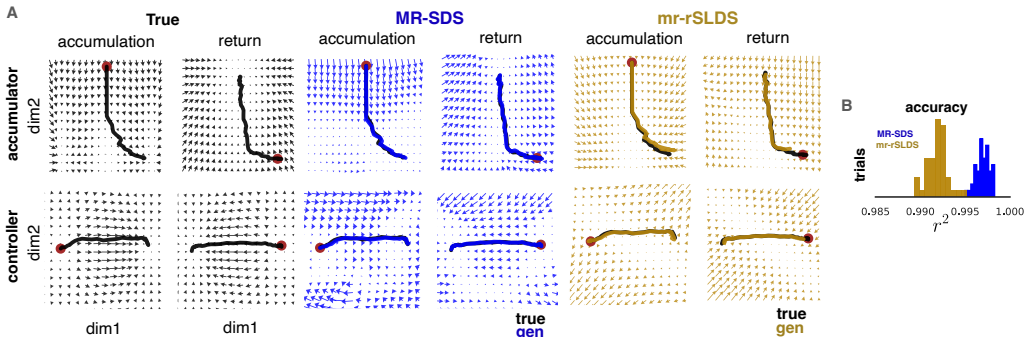 A
True
MR-SDS
mr-rSLDS
accumulation
return
accumulation
return
accumulation
return
accumulator
dim2
controller
dim2
dim1
dim1
true
gen
true
gen
B
accuracy
MR-SDS
mr-rSLDS
trials
0.985 0.990 0.995 1.000
r²